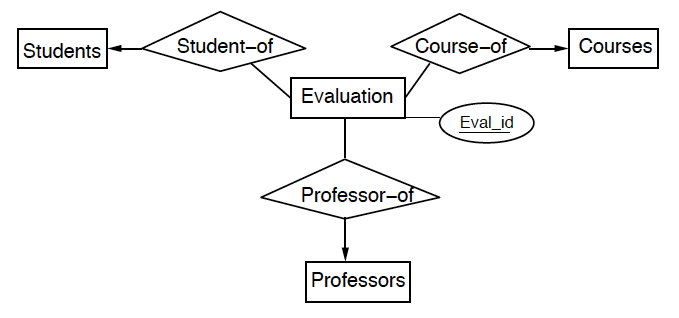 Students
Student-of
Course-of
Courses
Evaluation
Eval_id
Professor-of
Professors